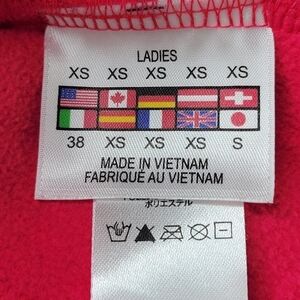 LADIES
XS XS XS XS XS
38 XS XS XS S
MADE IN VIETNAM
FABRIQUÉ AU VIETNAM
ポリエステル